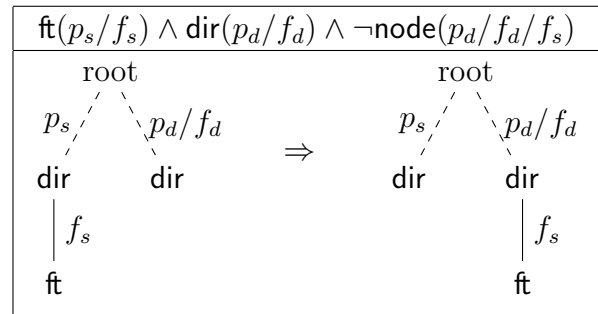 ft(p_s/f_s) ∧ dir(p_d/f_d) ∧ ¬node(p_d/f_d/f_s)
root root
p_s p_d/f_d p_s p_d/f_d
dir dir ⇒ dir dir
f_s f_s
ft ft